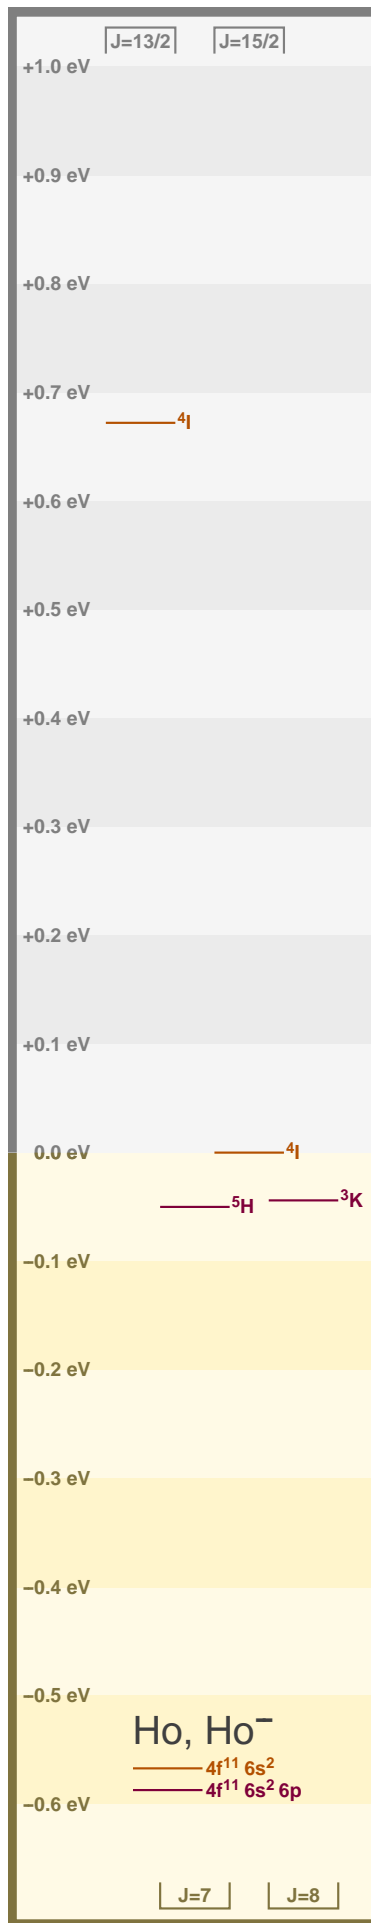 J=13/2 J=15/2
+1.0 eV
+0.9 eV
+0.8 eV
+0.7 eV
⁴I
+0.6 eV
+0.5 eV
+0.4 eV
+0.3 eV
+0.2 eV
+0.1 eV
0.0 eV ⁴I
⁵H ³K
−0.1 eV
−0.2 eV
−0.3 eV
−0.4 eV
−0.5 eV
Ho, Ho⁻
4f¹¹ 6s²
4f¹¹ 6s² 6p
−0.6 eV
J=7 J=8